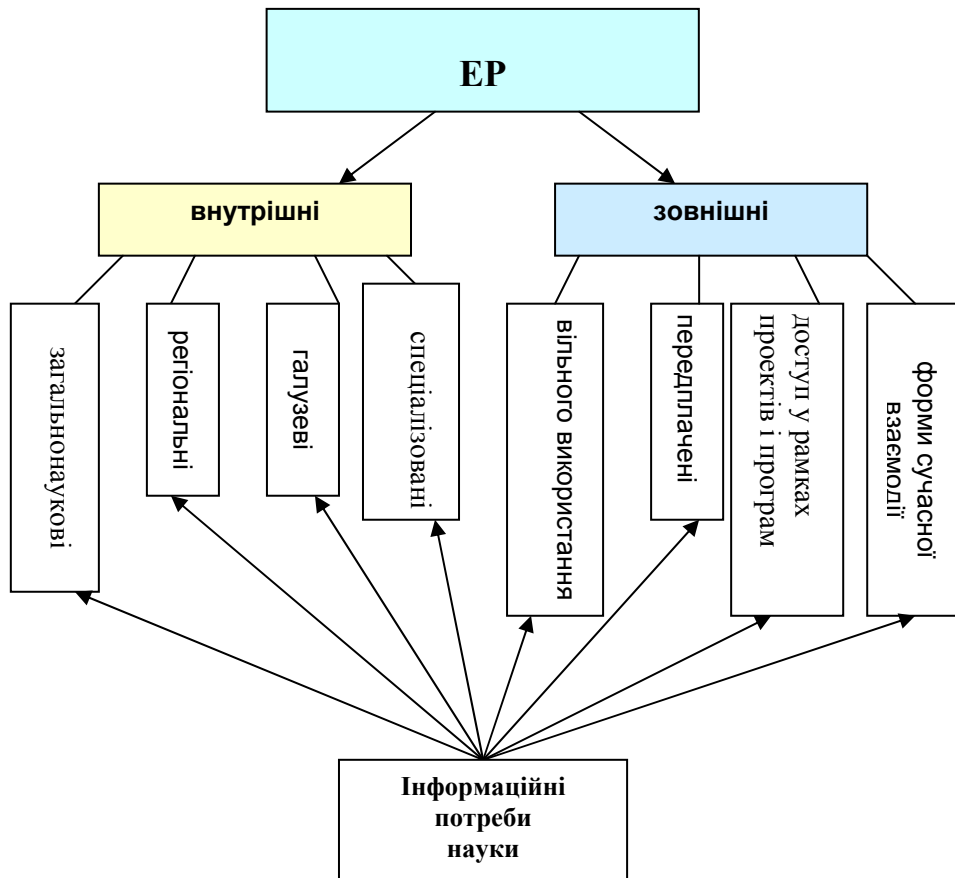 ЕР
внутрішні
зовнішні
загальнонаукові
регіональні
галузеві
спеціалізовані
вільного використання
передплачені
доступ у рамках
проектів і програм
форми сучасної
взаємодії
Інформаційні
потреби
науки